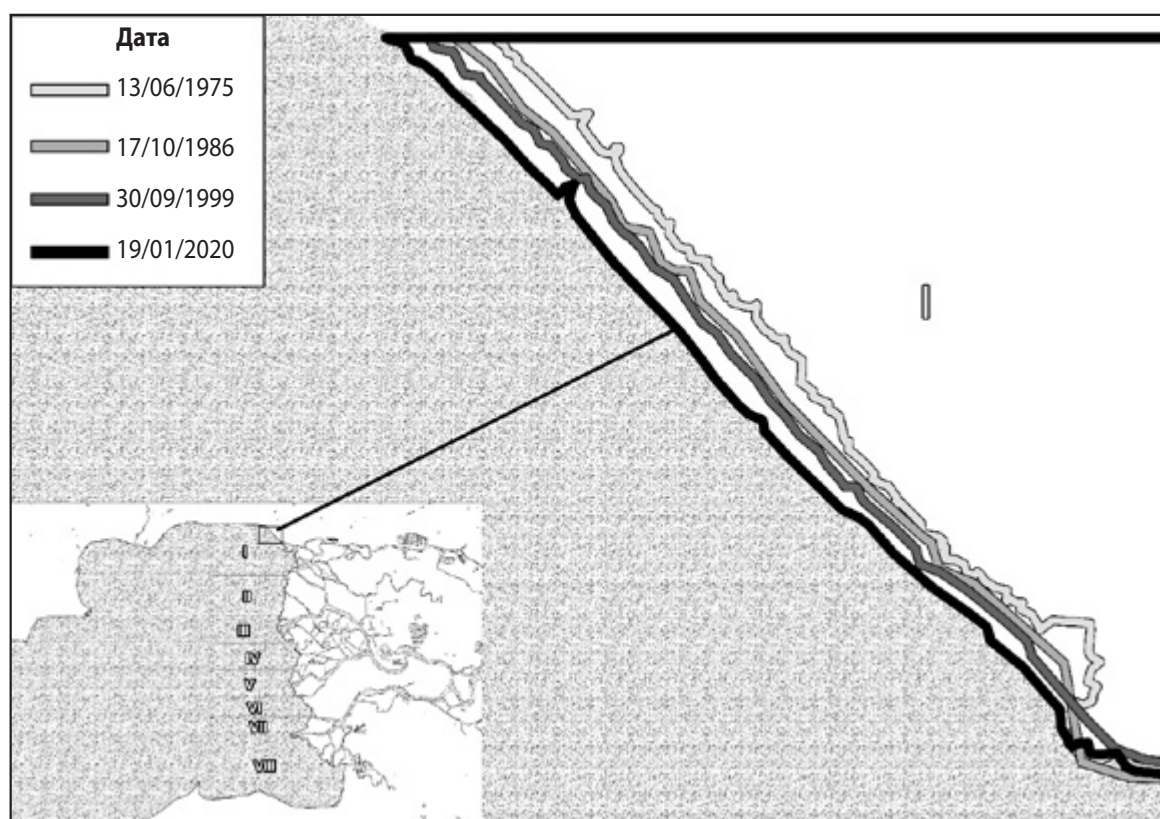 Дата
13/06/1975
17/10/1986
30/09/1999
19/01/2020
I
I
II
III
IV
V
VI
VII
VIII